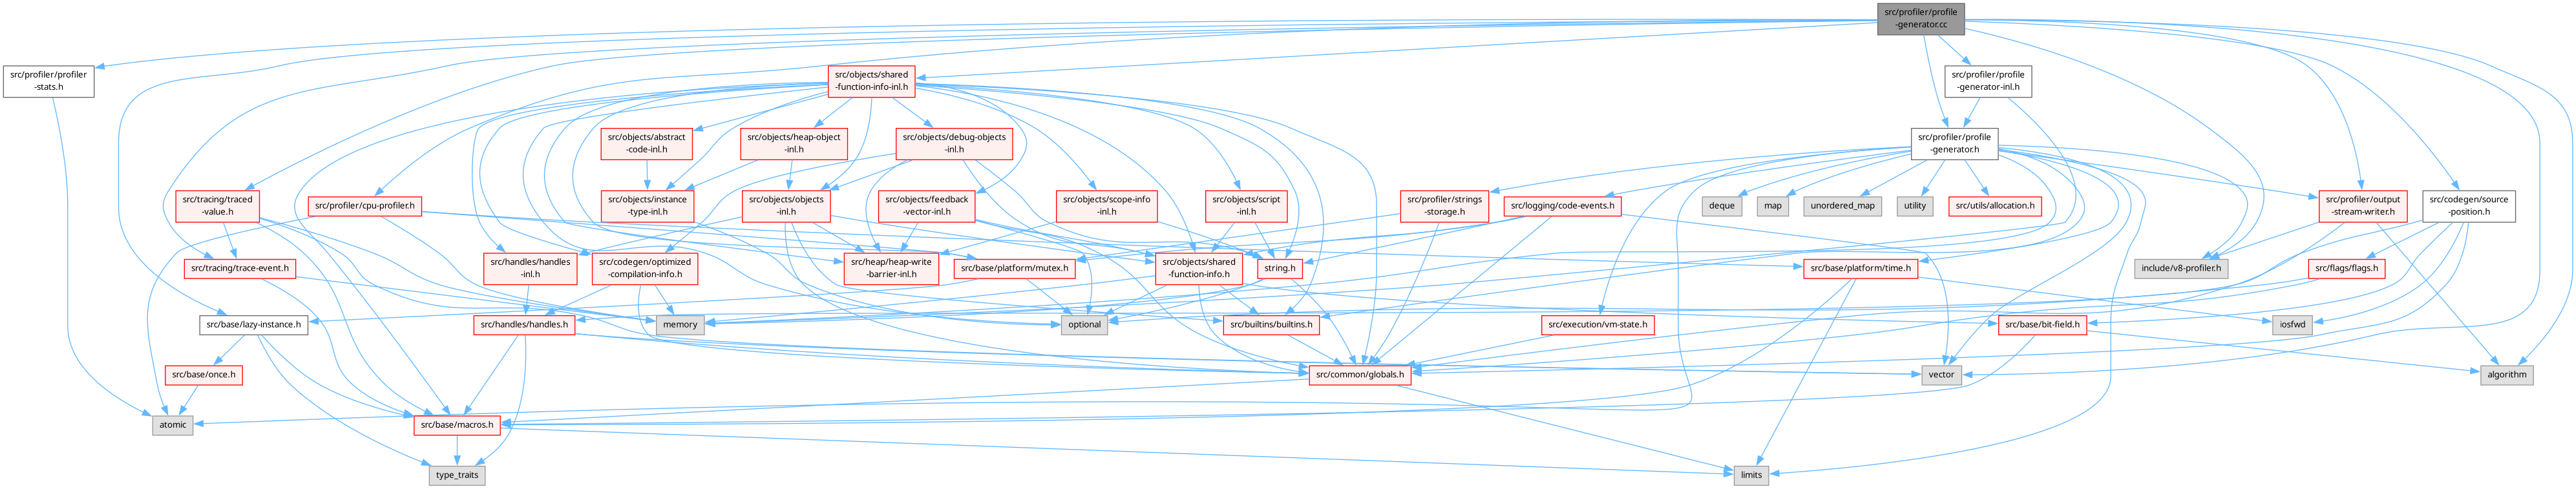 src/profiler/profile
-generator.cc
src/profiler/profiler
-stats.h
src/objects/shared
-function-info-inl.h
src/profiler/profile
-generator-inl.h
src/objects/abstract
-code-inl.h
src/objects/heap-object
-inl.h
src/objects/debug-objects
-inl.h
src/profiler/profile
-generator.h
src/tracing/traced
-value.h
src/profiler/cpu-profiler.h
src/objects/instance
-type-inl.h
src/objects/objects
-inl.h
src/objects/feedback
-vector-inl.h
src/objects/scope-info
-inl.h
src/objects/script
-inl.h
src/profiler/strings
-storage.h
src/logging/code-events.h
deque
map
unordered_map
utility
src/utils/allocation.h
src/profiler/output
-stream-writer.h
src/codegen/source
-position.h
src/tracing/trace-event.h
src/handles/handles
-inl.h
src/codegen/optimized
-compilation-info.h
src/heap/heap-write
-barrier-inl.h
src/base/platform/mutex.h
src/objects/shared
-function-info.h
string.h
src/base/platform/time.h
include/v8-profiler.h
src/flags/flags.h
src/base/lazy-instance.h
src/handles/handles.h
memory
optional
src/builtins/builtins.h
src/execution/vm-state.h
src/base/bit-field.h
iosfwd
src/base/once.h
src/common/globals.h
vector
algorithm
atomic
src/base/macros.h
type_traits
limits